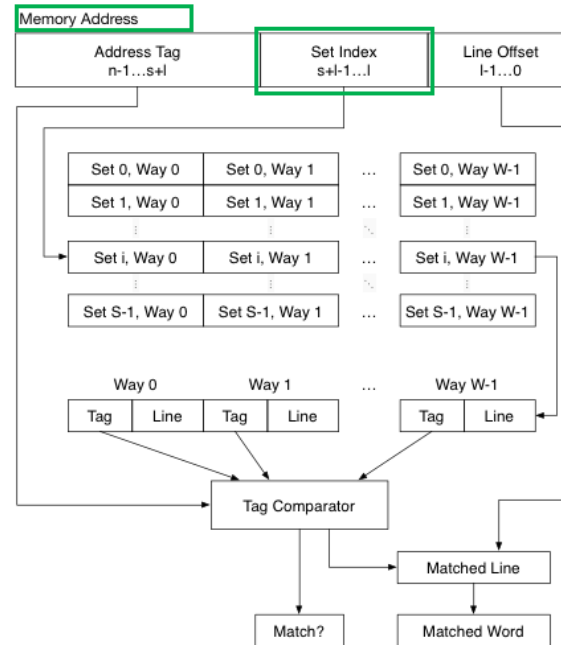 Memory Address
Address Tag
n-1...s+l
Set Index
s+l-1...l
Line Offset
l-1...0
Set 0, Way 0 Set 0, Way 1 ... Set 0, Way W-1
Set 1, Way 0 Set 1, Way 1 Set 1, Way W-1
Set i, Way 0 Set i, Way 1 ... Set i, Way W-1
Set S-1, Way 0 Set S-1, Way 1 ... Set S-1, Way W-1
Way 0 Way 1 ... Way W-1
Tag Line Tag Line Tag Line
Tag Comparator
Matched Line
Match? Matched Word